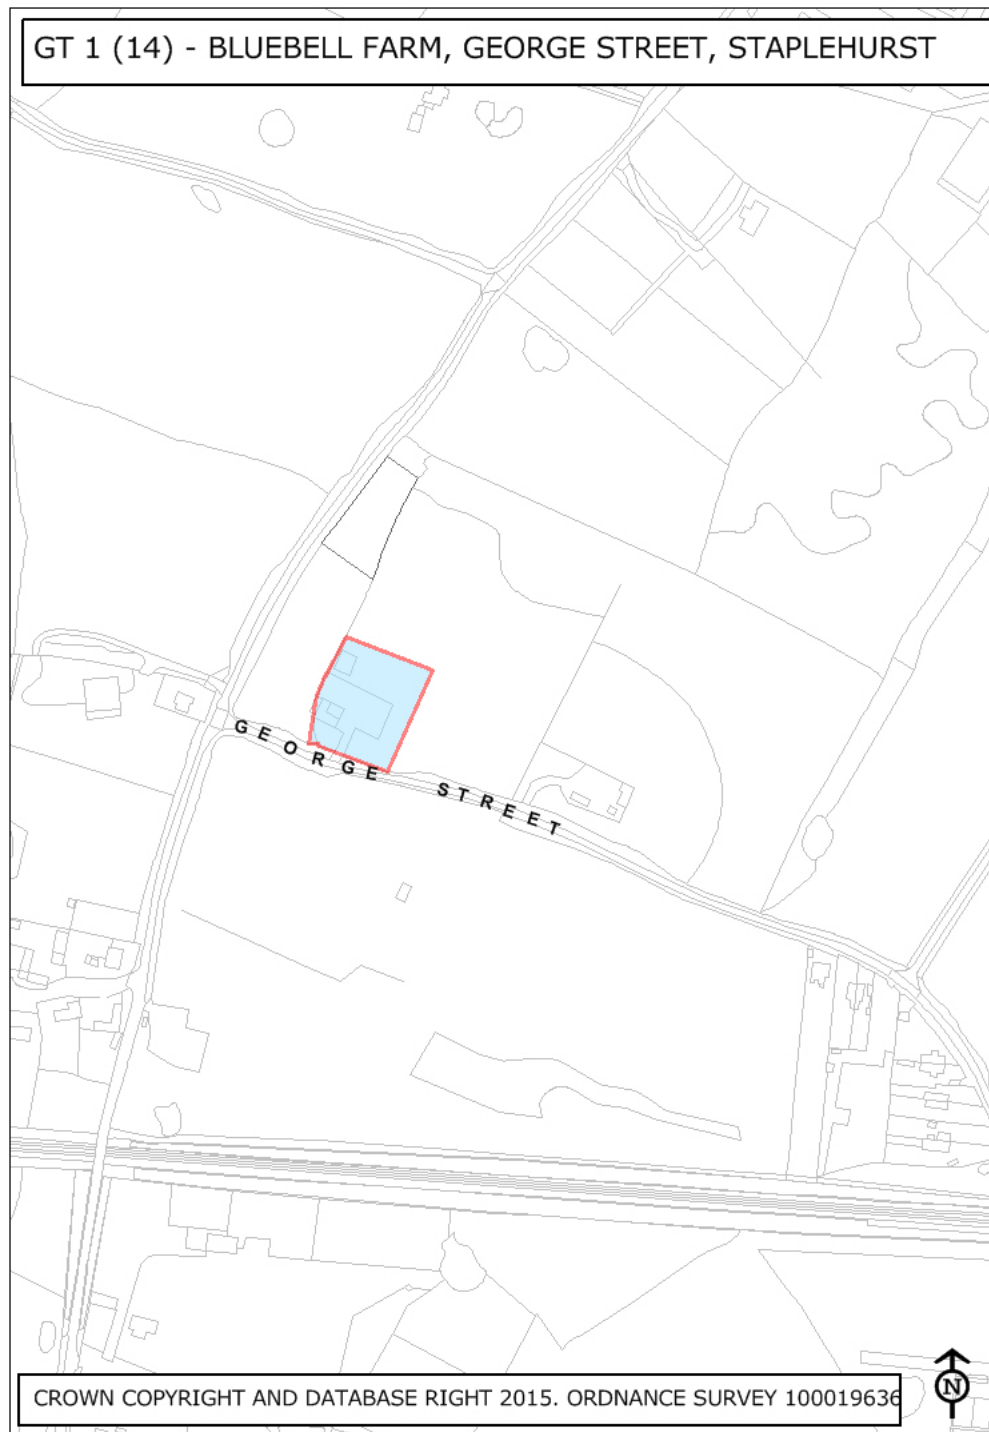 GT 1 (14) - BLUEBELL FARM, GEORGE STREET, STAPLEHURST
GEORGE STREET
CROWN COPYRIGHT AND DATABASE RIGHT 2015. ORDNANCE SURVEY 100019636
N